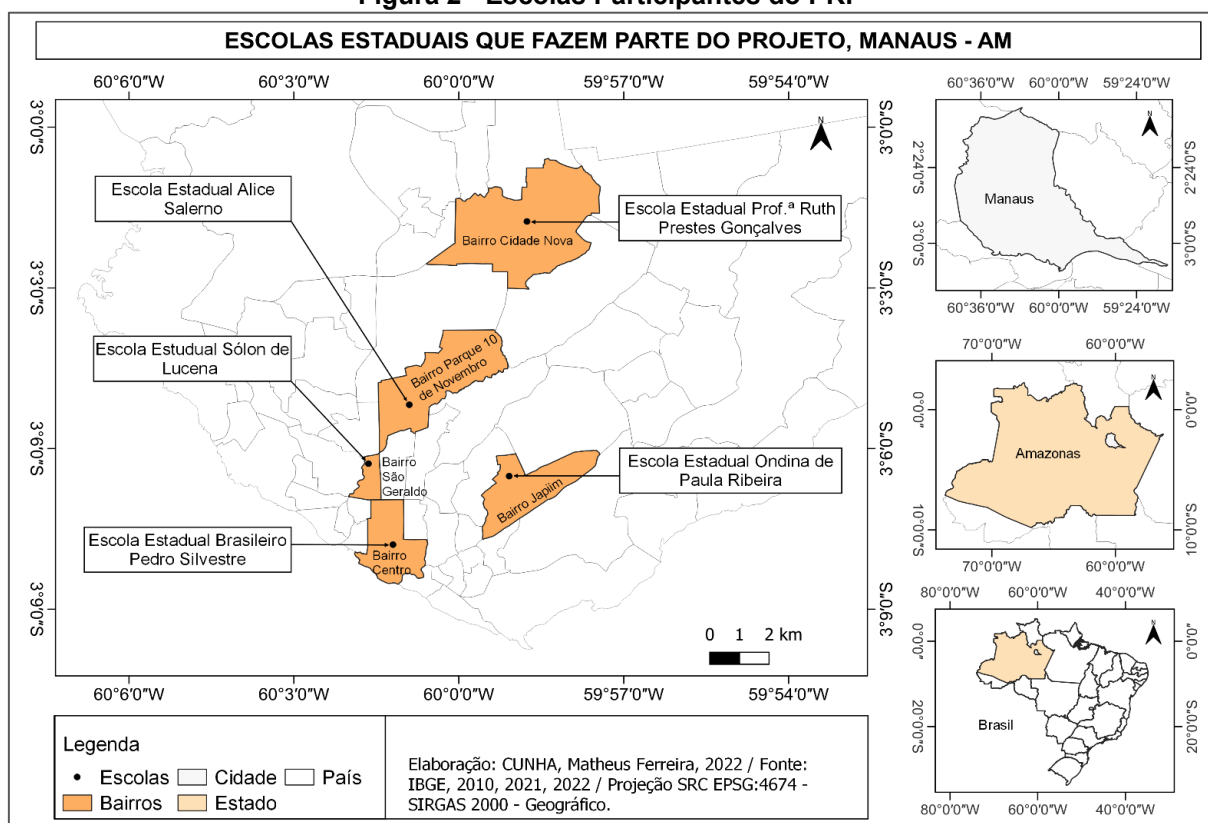 Figura 2 - Escolas Participantes do PRP
ESCOLAS ESTADUAIS QUE FAZEM PARTE DO PROJETO, MANAUS - AM
60°6'0"W 60°3'0"W 60°0'0"W 59°57'0"W 59°54'0"W
3°0'0"S
3°3'0"S
3°6'0"S
3°9'0"S
N
Escola Estadual Alice
Salerno
Escola Estadual Prof.ª Ruth
Prestes Gonçalves
Bairro Cidade Nova
Escola Estudual Sólon de
Lucena
Bairro Parque 10
de Novembro
Bairro
São
Geraldo
Escola Estadual Ondina de
Paula Ribeira
Bairro Japiim
Escola Estadual Brasileiro
Pedro Silvestre
Bairro
Centro
0 1 2 km
3°0'0"S
3°3'0"S
3°6'0"S
3°9'0"S
60°6'0"W 60°3'0"W 60°0'0"W 59°57'0"W 59°54'0"W
60°36'0"W 60°0'0"W 59°24'0"W
2°24'0"S
3°0'0"S
N
Manaus
2°24'0"S
3°0'0"S
60°36'0"W 60°0'0"W 59°24'0"W
70°0'0"W 60°0'0"W
0°0'0"
10°0'0"S
N
Amazonas
0°0'0"
10°0'0"S
70°0'0"W 60°0'0"W
80°0'0"W 60°0'0"W 40°0'0"W
0°0'0"
20°0'0"S
N
Brasil
0°0'0"
20°0'0"S
80°0'0"W 60°0'0"W 40°0'0"W
Legenda
Escolas Cidade País
Bairros Estado
Elaboração: CUNHA, Matheus Ferreira, 2022 / Fonte:
IBGE, 2010, 2021, 2022 / Projeção SRC EPSG:4674 -
SIRGAS 2000 - Geográfico.